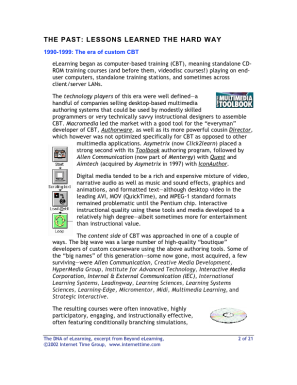 THE PAST: LESSONS LEARNED THE HARD WAY
1990-1999: The era of custom CBT
eLearning began as computer-based training (CBT), meaning standalone CD-
ROM training courses (and before them, videodisc courses!) playing on end-
user computers, standalone training stations, and sometimes across
client/server LANs.
The technology players of this era were well defined—a
handful of companies selling desktop-based multimedia
authoring systems that could be used by modestly skilled
programmers or very technically savvy instructional designers to assemble
CBT. Macromedia led the market with a good tool for the “everyman”
developer of CBT, Authorware, as well as its more powerful cousin Director,
which however was not optimized specifically for CBT as opposed to other
multimedia applications. Asymetrix (now Click2learn) placed a
strong second with its Toolbook authoring program, followed by
Allen Communication (now part of Mentergy) with Quest and
Aimtech (acquired by Asymetrix in 1997) with IconAuthor.
MULTIMEDIA
TOOLBOOK
Start
Digital media tended to be a rich and expensive mixture of video,
narrative audio as well as music and sound effects, graphics and
animations, and formatted text—although desktop video in the
leading AVI, MOV (QuickTime), and MPEG-1 standard formats
remained problematic until the Pentium chip. Interactive
instructional quality using these tools and media developed to a
relatively high degree—albeit sometimes more for entertainment
than instructional value.
Loop
The content side of CBT was approached in one of a couple of
ways. The big wave was a large number of high-quality “boutique”
developers of custom courseware using the above authoring tools. Some of
the “big names” of this generation—some now gone, most acquired, a few
surviving—were Allen Communication, Creative Media Development,
HyperMedia Group, Institute for Advanced Technology, Interactive Media
Corporation, Internal & External Communication (IEC), International
Learning Systems, Leadingway, Learning Sciences, Learning Systems
Sciences, Learning-Edge, Micromentor, Midi, Multimedia Learning, and
Strategic Interactive.
The resulting courses were often innovative, highly
participatory, engaging, and instructionally effective,
often featuring conditional branching simulations,
The DNA of eLearning, excerpt from Beyond eLearning, 2 of 21
©2002 Internet Time Group, www.internettime.com